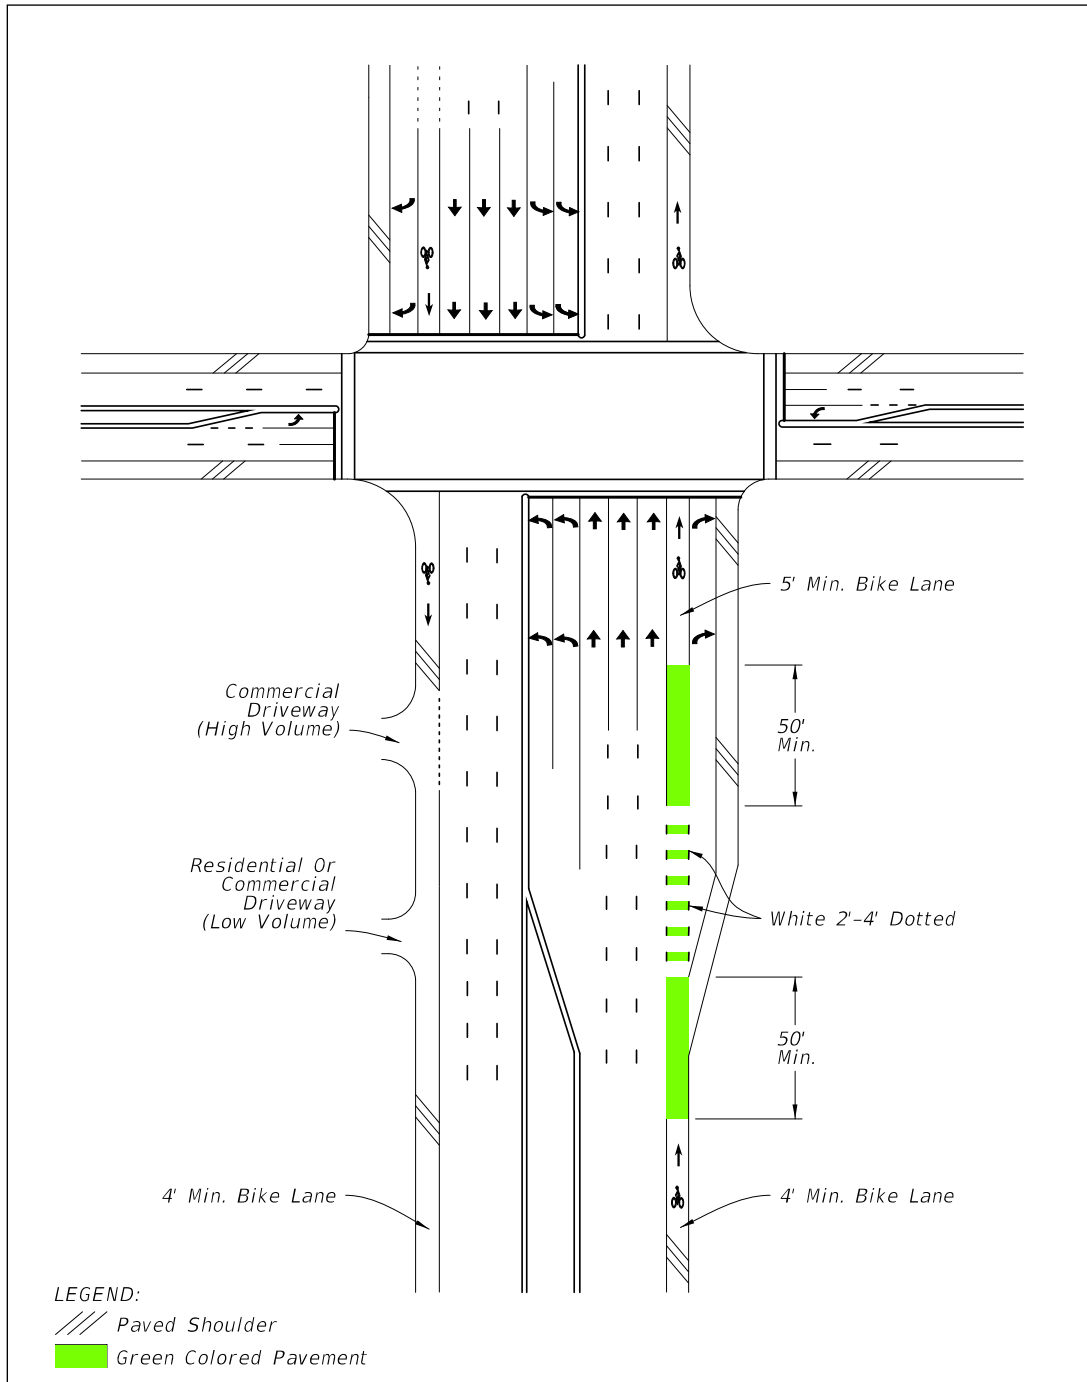 5' Min. Bike Lane
Commercial
Driveway
(High Volume)
50'
Min.
Residential Or
Commercial
Driveway
(Low Volume)
White 2'-4' Dotted
50'
Min.
4' Min. Bike Lane
4' Min. Bike Lane
LEGEND:
Paved Shoulder
Green Colored Pavement